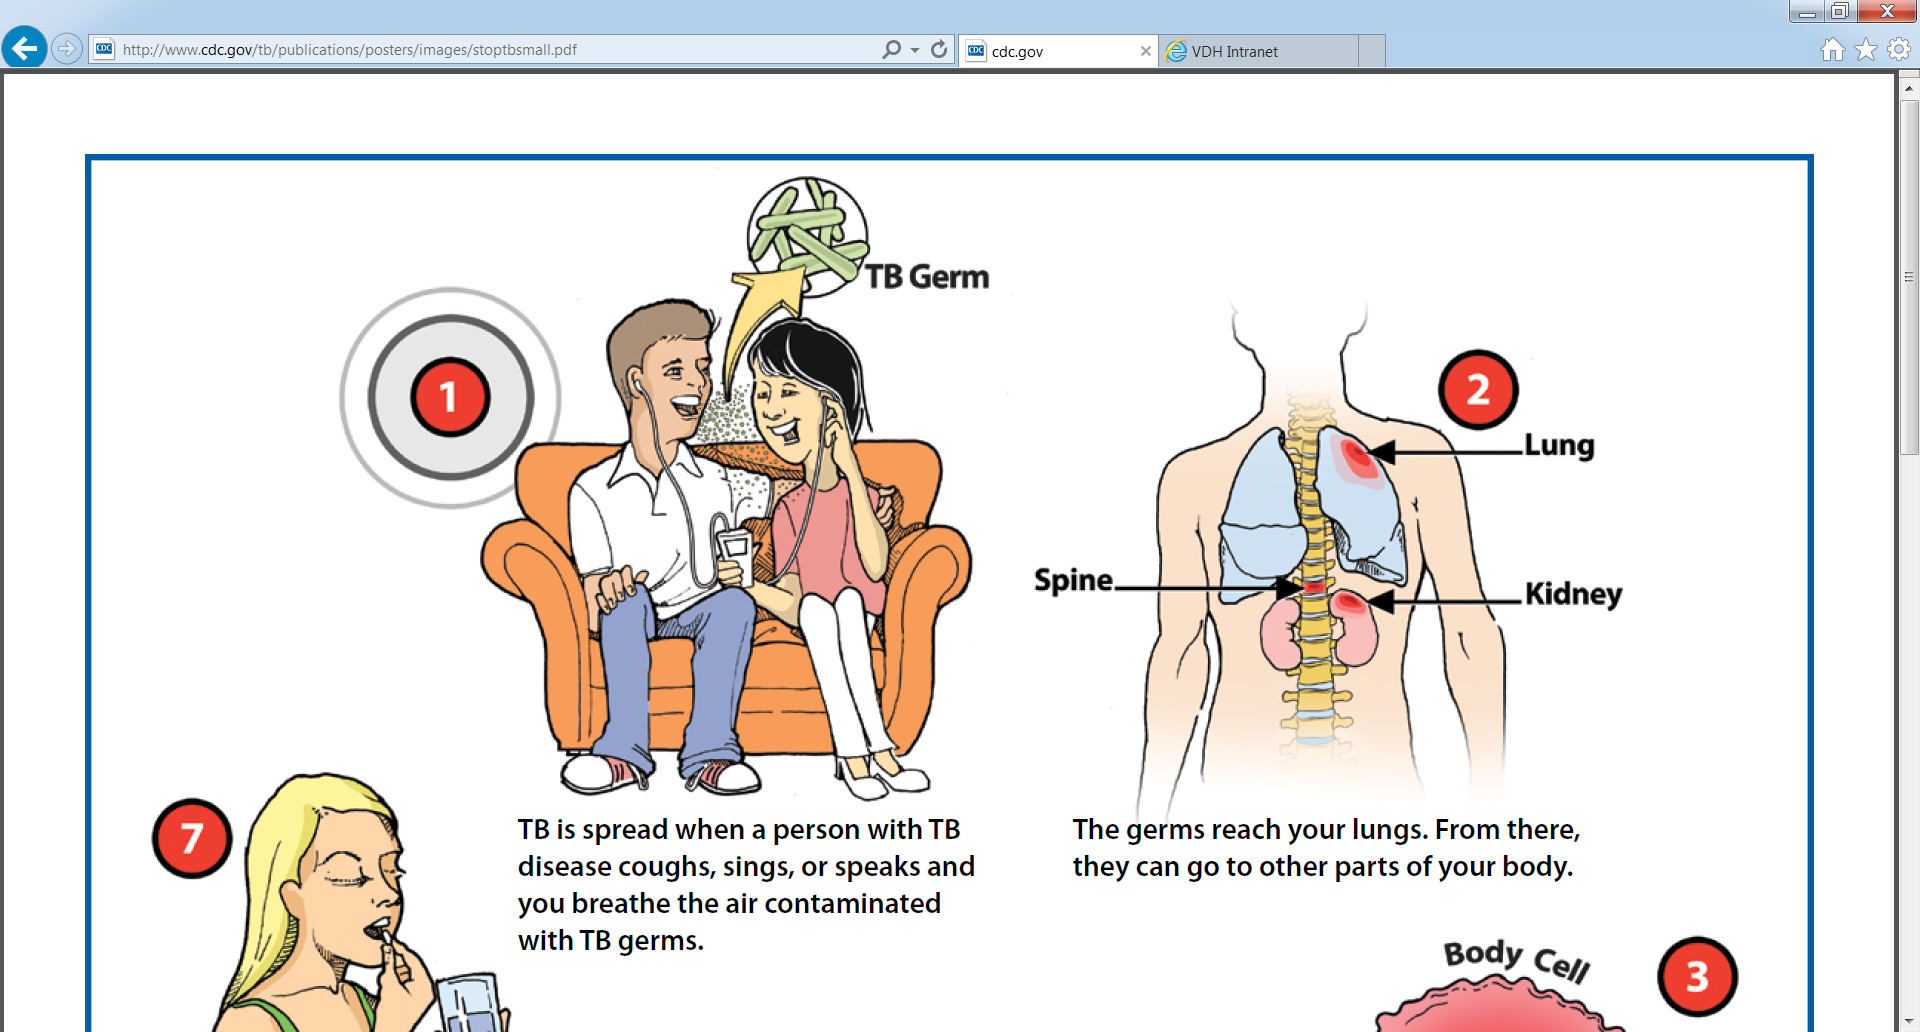 CDC
http://www.cdc.gov/tb/publications/posters/images/stoptbsmall.pdf
CDC
cdc.gov
VDH Intranet
TB Germ
1
2
Lung
Spine
Kidney
7
TB is spread when a person with TB
disease coughs, sings, or speaks and
you breathe the air contaminated
with TB germs.
The germs reach your lungs. From there,
they can go to other parts of your body.
Body Cell
3